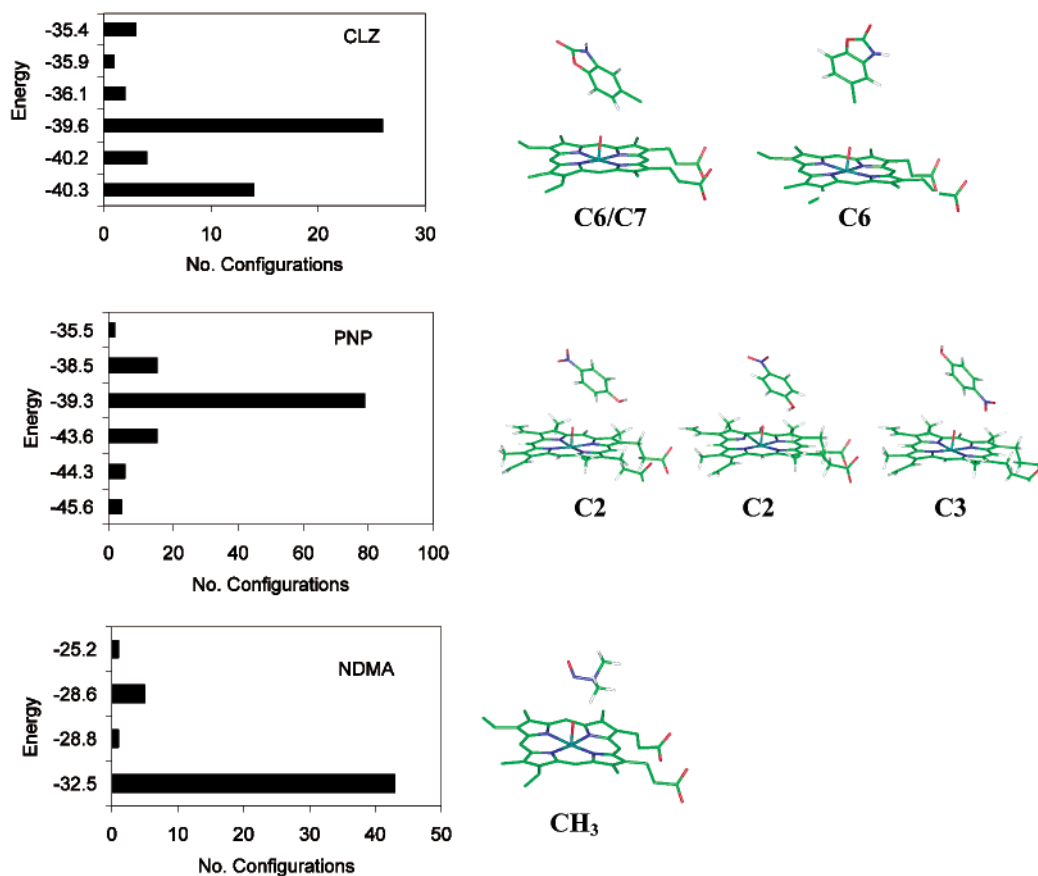 CLZ
Energy
-35.4
-35.9
-36.1
-39.6
-40.2
-40.3
0 10 20 30
No. Configurations
C6/C7 C6
PNP
Energy
-35.5
-38.5
-39.3
-43.6
-44.3
-45.6
0 20 40 60 80 100
No. Configurations
C2 C2 C3
NDMA
Energy
-25.2
-28.6
-28.8
-32.5
0 10 20 30 40 50
No. Configurations
CH₃